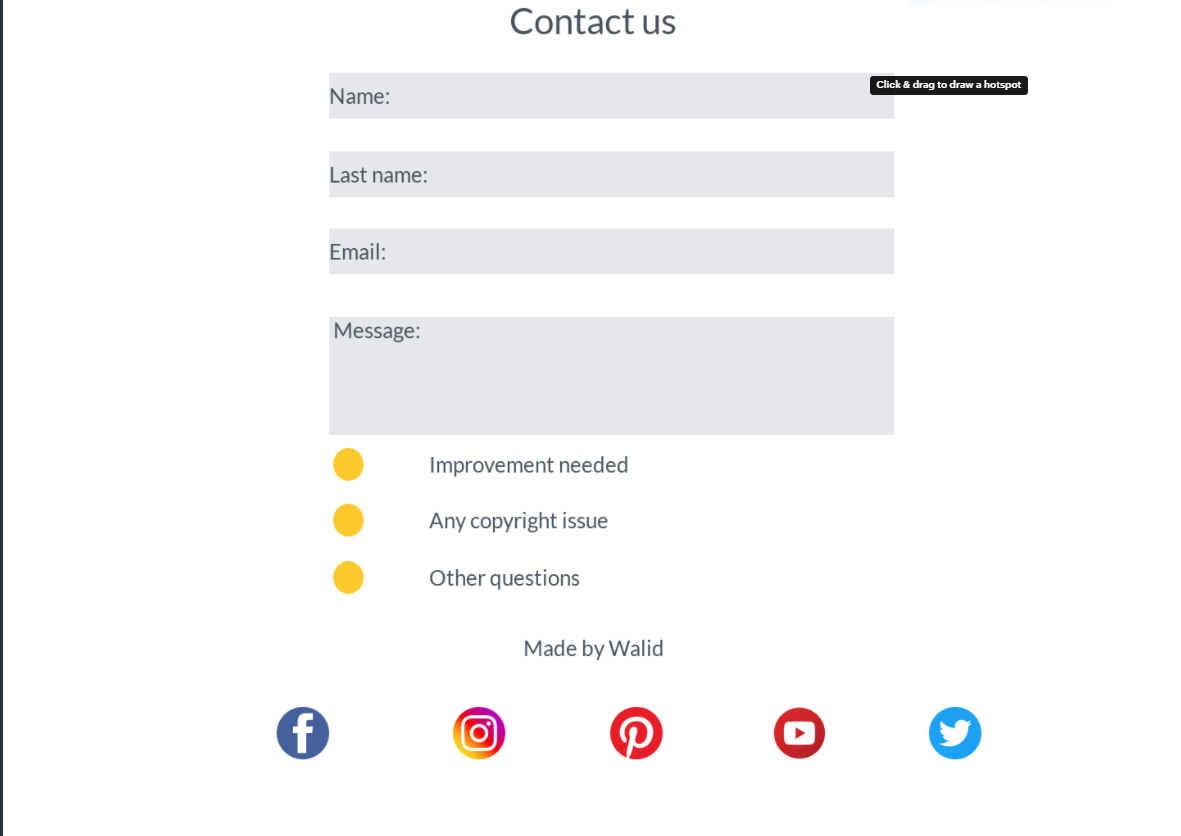 Contact us
Click & drag to draw a hotspot
Name:
Last name:
Email:
Message:
Improvement needed
Any copyright issue
Other questions
Made by Walid